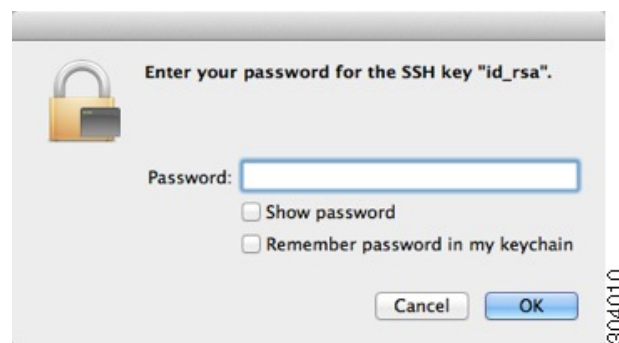 Enter your password for the SSH key "id_rsa".
Password:
Show password
Remember password in my keychain
Cancel OK
304010